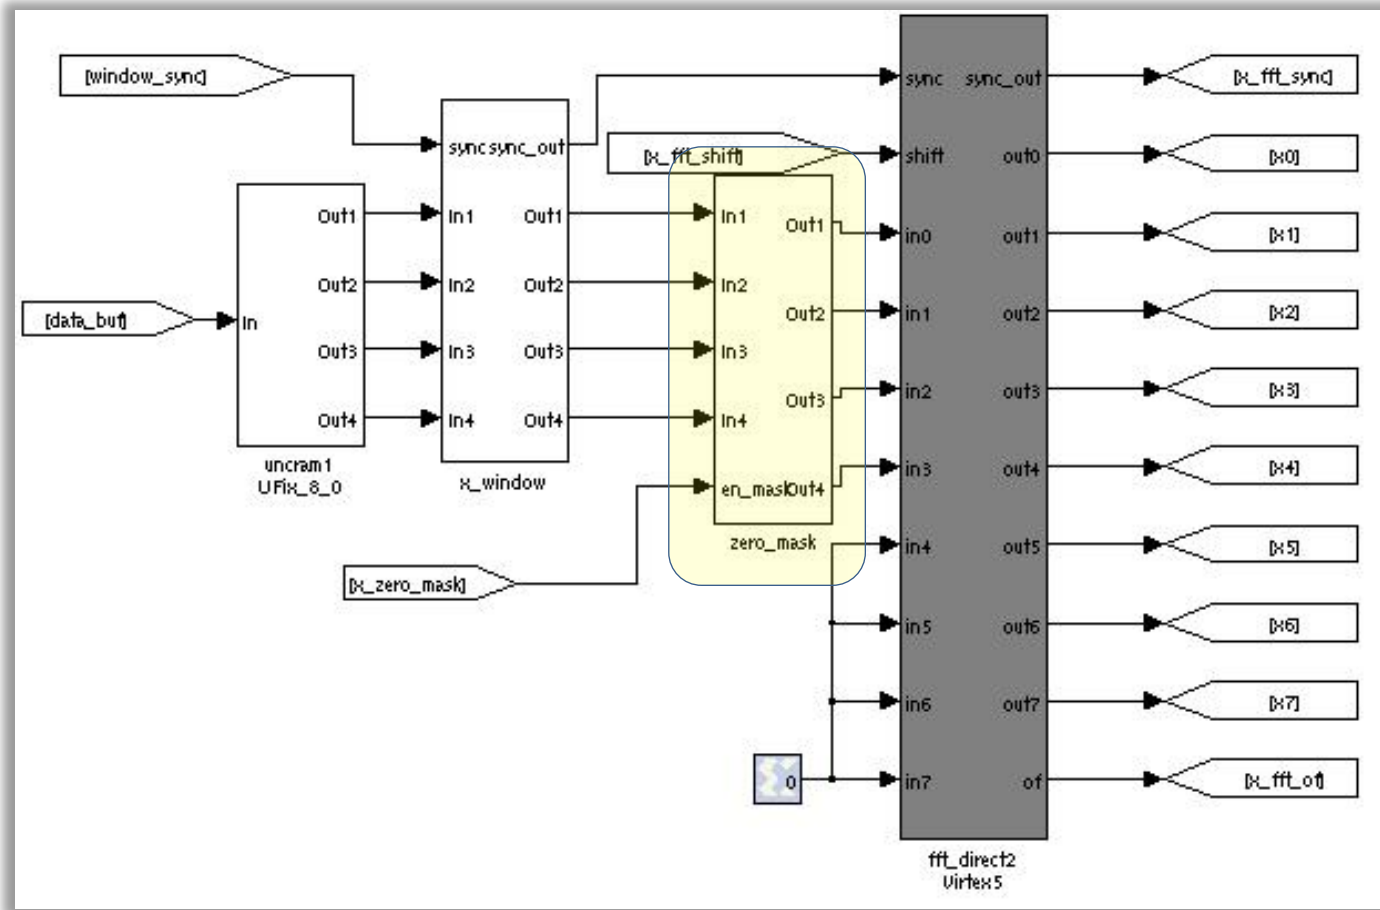 [window_sync]
sync sync_out
In1 Out1
In2 Out2
In3 Out3
In4 Out4
x_window
[data_buf]
In
Out1
Out2
Out3
Out4
uncram1
UFix_8_0
[x_fft_shift]
In1 Out1
In2 Out2
In3 Out3
In4
en_mask Out4
zero_mask
[x_zero_mask]
0
sync sync_out
shift out0
in0 out1
in1 out2
in2 out3
in3 out4
in4 out5
in5 out6
in6 out7
in7 of
fft_direct2
Virtex5
[x_fft_sync]
[x0]
[x1]
[x2]
[x3]
[x4]
[x5]
[x6]
[x7]
[x_fft_of]